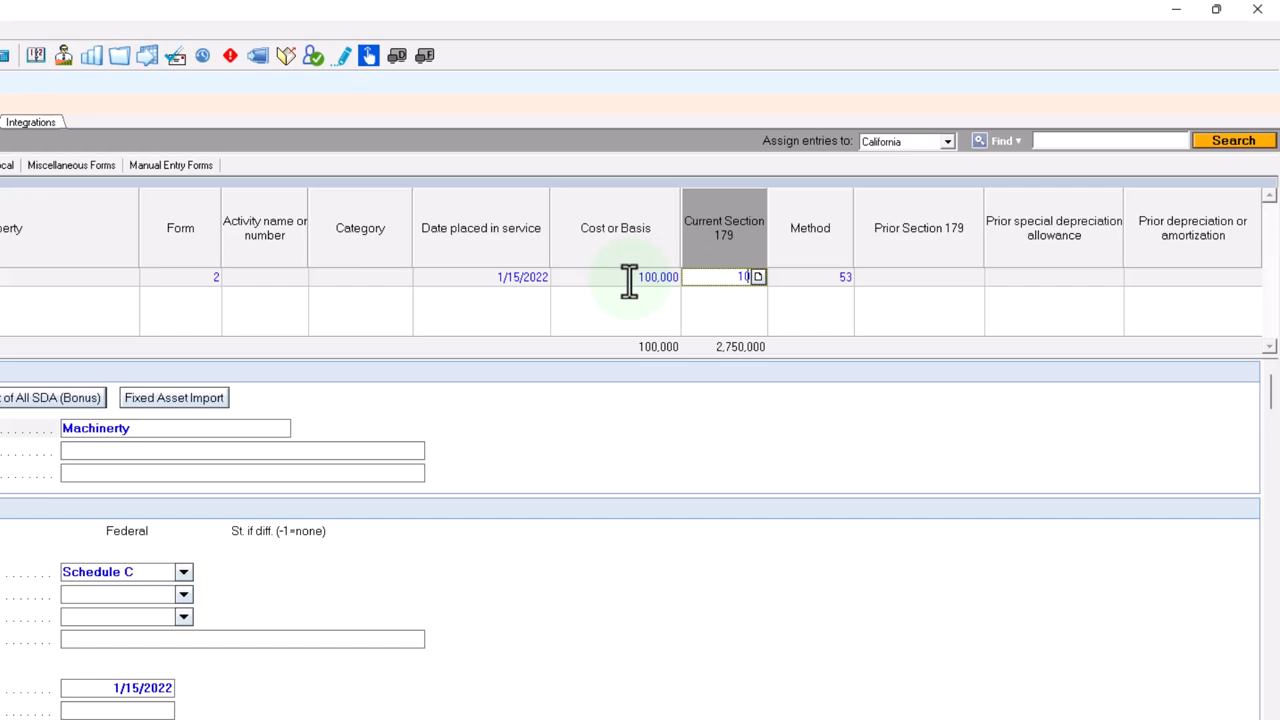 Integrations
Assign entries to: California Find Search
cal Miscellaneous Forms Manual Entry Forms
erty Form Activity name or number Category Date placed in service Cost or Basis Current Section 179 Method Prior Section 179 Prior special depreciation allowance Prior depreciation or amortization
2 1/15/2022 100,000 10 53
100,000 2,750,000
of All SDA (Bonus) Fixed Asset Import
Machinerty
Federal St. if diff. (-1=none)
Schedule C
1/15/2022